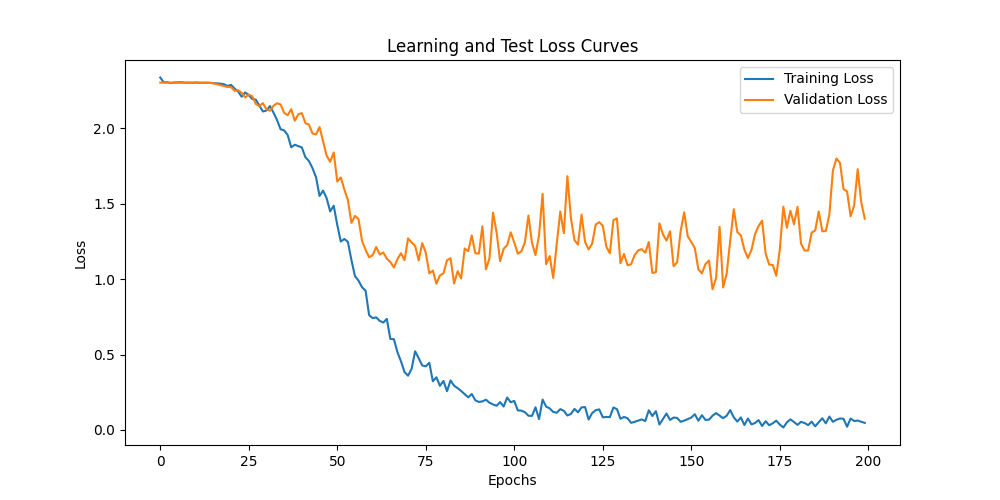 Learning and Test Loss Curves
Training Loss
Validation Loss
Loss
2.0
1.5
1.0
0.5
0.0
0 25 50 75 100 125 150 175 200
Epochs